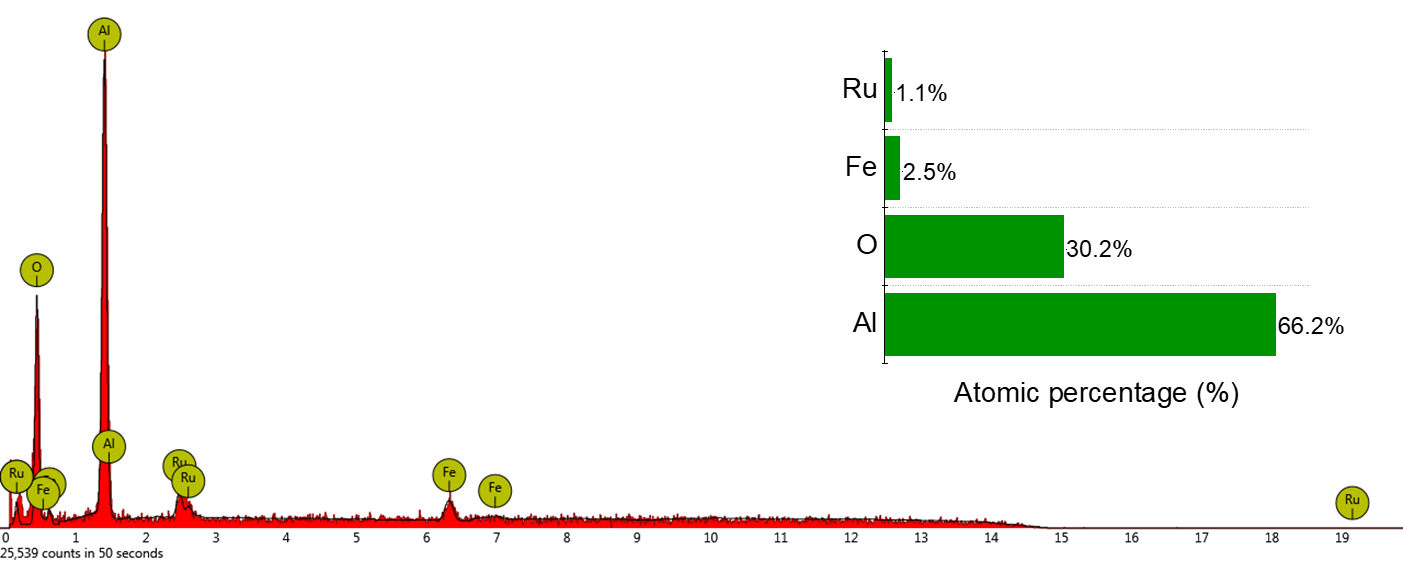 Al
O
Ru
Fe
Al
Ru
Ru
Fe
Fe
Ru
0 1 2 3 4 5 6 7 8 9 10 11 12 13 14 15 16 17 18 19
25,539 counts in 50 seconds
Ru 1.1%
Fe 2.5%
O 30.2%
Al 66.2%
Atomic percentage (%)